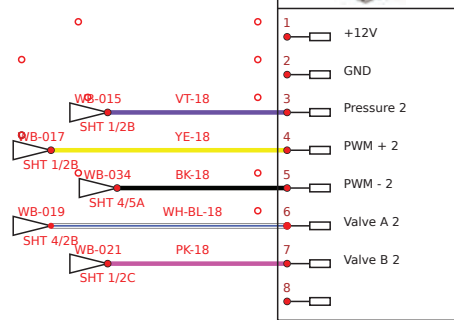 1
+12V
2
GND
WB-015 VT-18 3 Pressure 2
SHT 1/2B
WB-017 YE-18 4 PWM + 2
SHT 1/2B
WB-034 BK-18 5 PWM - 2
SHT 4/5A
WB-019 WH-BL-18 6 Valve A 2
SHT 4/2B
WB-021 PK-18 7 Valve B 2
SHT 1/2C
8